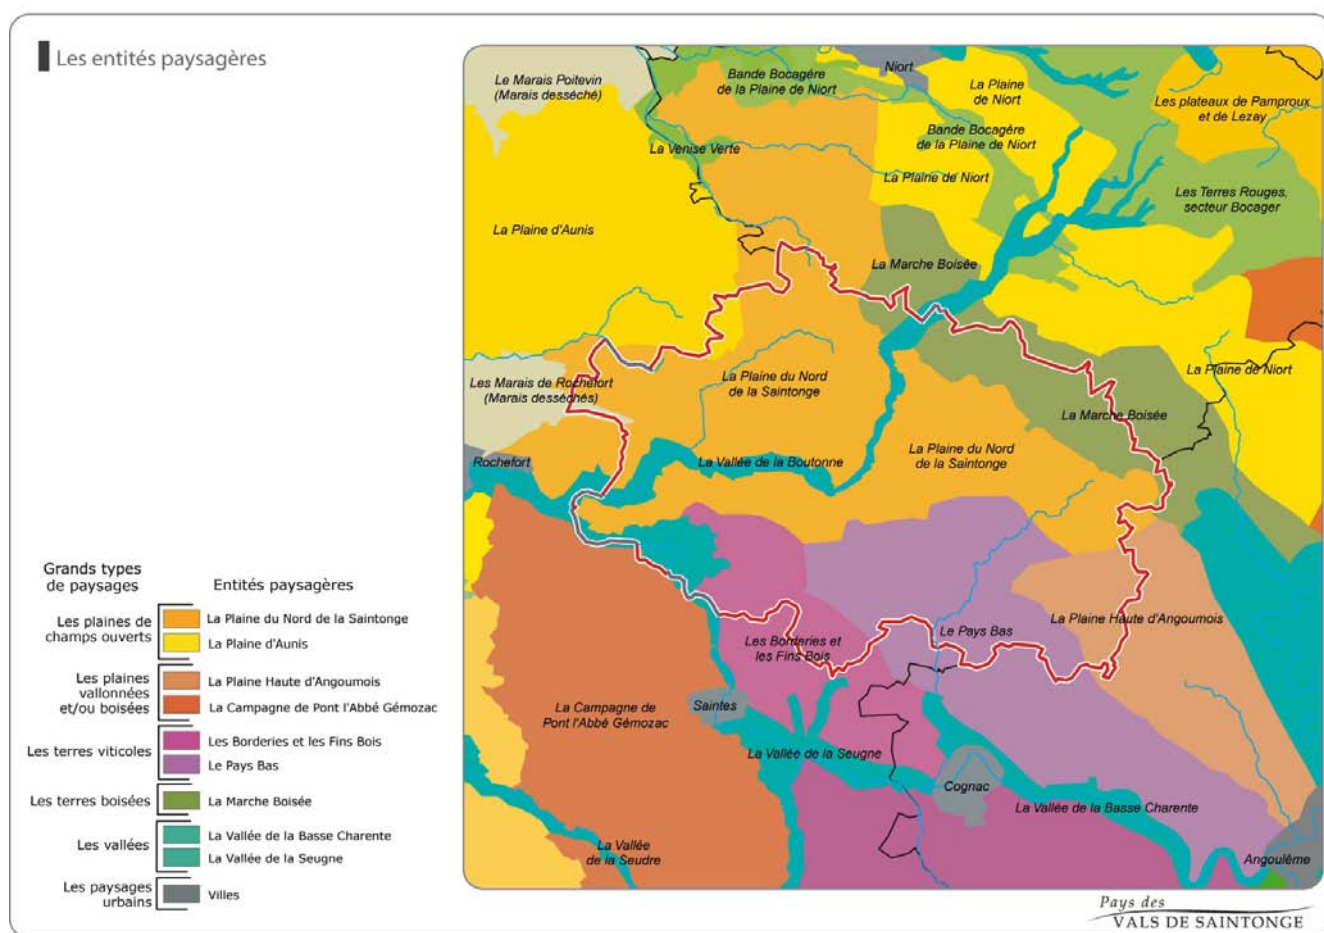 Les entités paysagères
Le Marais Poitevin
(Marais desséché)
Bande Bocagère
de la Plaine de Niort
Niort
La Plaine
de Niort
Les plateaux de Pamproux
et de Lezay
La Venise Verte
Bande Bocagère
de la Plaine de Niort
La Plaine de Niort
Les Terres Rouges,
secteur Bocager
La Plaine d'Aunis
La Marche Boisée
Les Marais de Rochefort
(Marais desséchés)
La Plaine du Nord
de la Saintonge
La Plaine de Niort
La Marche Boisée
Rochefort
La Vallée de la Boutonne
La Plaine du Nord
de la Saintonge
La Plaine Haute d'Angoumois
Le Pays Bas
Les Borderies et
les Fins Bois
La Campagne de
Pont l'Abbé Gémozac
Saintes
La Vallée de la Seugne
Cognac
La Vallée de la Basse Charente
La Vallée
de la Seudre
Angoulême
Grands types
de paysages
Entités paysagères
Les plaines de
champs ouverts
La Plaine du Nord de la Saintonge
La Plaine d'Aunis
Les plaines
vallonnées
et/ou boisées
La Plaine Haute d'Angoumois
La Campagne de Pont l'Abbé Gémozac
Les terres viticoles
Les Borderies et les Fins Bois
Le Pays Bas
Les terres boisées
La Marche Boisée
Les vallées
La Vallée de la Basse Charente
La Vallée de la Seugne
Les paysages
urbains
Villes
Pays des
VALS DE SAINTONGE